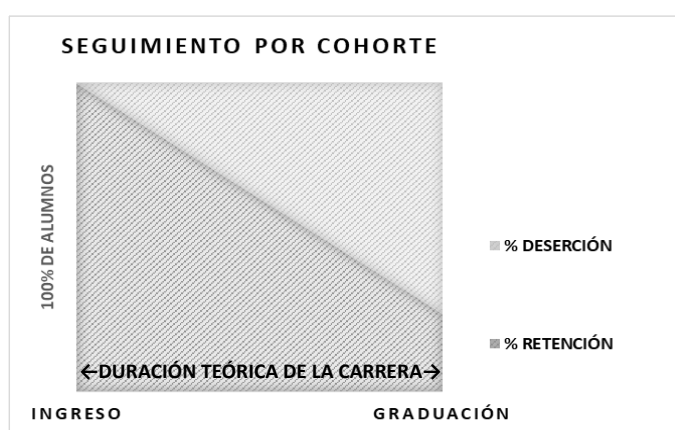 SEGUIMIENTO POR COHORTE
100% DE ALUMNOS
% DESERCIÓN
% RETENCIÓN
←DURACIÓN TEÓRICA DE LA CARRERA→
INGRESO
GRADUACIÓN